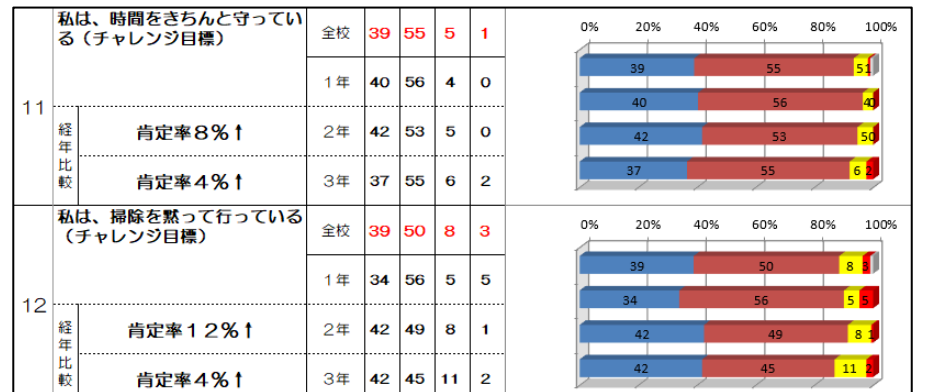 11
私は、時間をきちんと守ってい
る（チャレンジ目標）
全校 39 55 5 1
1年 40 56 4 0
経年比較
肯定率8％↑
2年 42 53 5 0
肯定率4％↑
3年 37 55 6 2
0% 20% 40% 60% 80% 100%
39 55 5 1
40 56 4 0
42 53 5 0
37 55 6 2
12
私は、掃除を黙って行っている
（チャレンジ目標）
全校 39 50 8 3
1年 34 56 5 5
経年比較
肯定率12％↑
2年 42 49 8 1
肯定率4％↑
3年 42 45 11 2
0% 20% 40% 60% 80% 100%
39 50 8 3
34 56 5 5
42 49 8 1
42 45 11 2